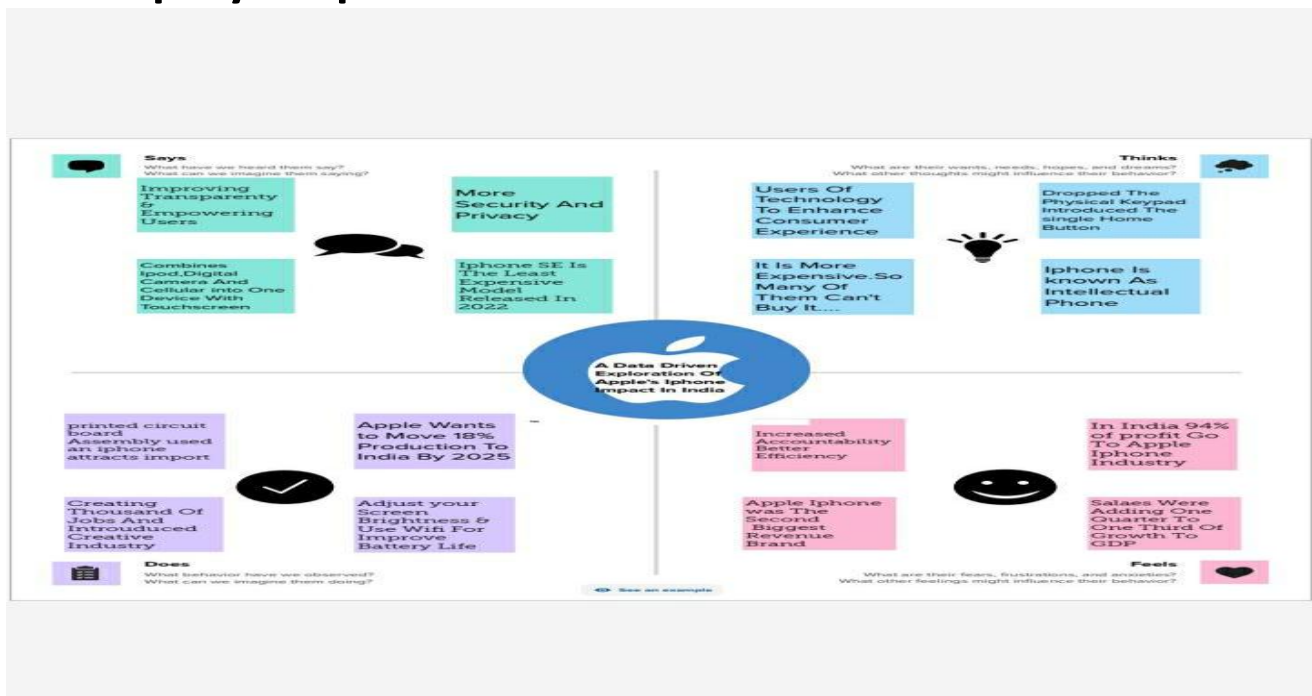 Says
What have we heard them say?
What can we imagine them saying?
Improving
Transparenty
&
Empowering
Users
More
Security And
Privacy
Combines
Ipod,Digital
Camera And
Cellular into One
Device With
Touchscreen
Iphone SE Is
The Least
Expensive
Model
Released In
2022
Thinks
What are their wants, needs, hopes, and dreams?
What other thoughts might influence their behavior?
Users Of
Technology
To Enhance
Consumer
Experience
Dropped The
Physical Keypad
Introduced The
single Home
Button
It Is More
Expensive.So
Many Of
Them Can't
Buy It....
Iphone Is
known As
Intellectual
Phone
A Data Driven
Exploration Of
Apple's Iphone
Impact In India
printed circuit
board
Assembly used
an iphone
attracts import
Apple Wants
to Move 18%
Production To
India By 2025
Creating
Thousand Of
Jobs And
Introuduced
Creative
Industry
Adjust your
Screen
Brightness &
Use Wifi For
Improve
Battery Life
Does
What behavior have we observed?
What can we imagine them doing?
Increased
Accountability
Better
Efficiency
In India 94%
of profit Go
To Apple
Iphone
Industry
Apple Iphone
was The
Second
Biggest
Revenue
Brand
Salaes Were
Adding One
Quarter To
One Third Of
Growth To
GDP
Feels
What are their fears, frustrations, and anxieties?
What other feelings might influence their behavior?
See an example